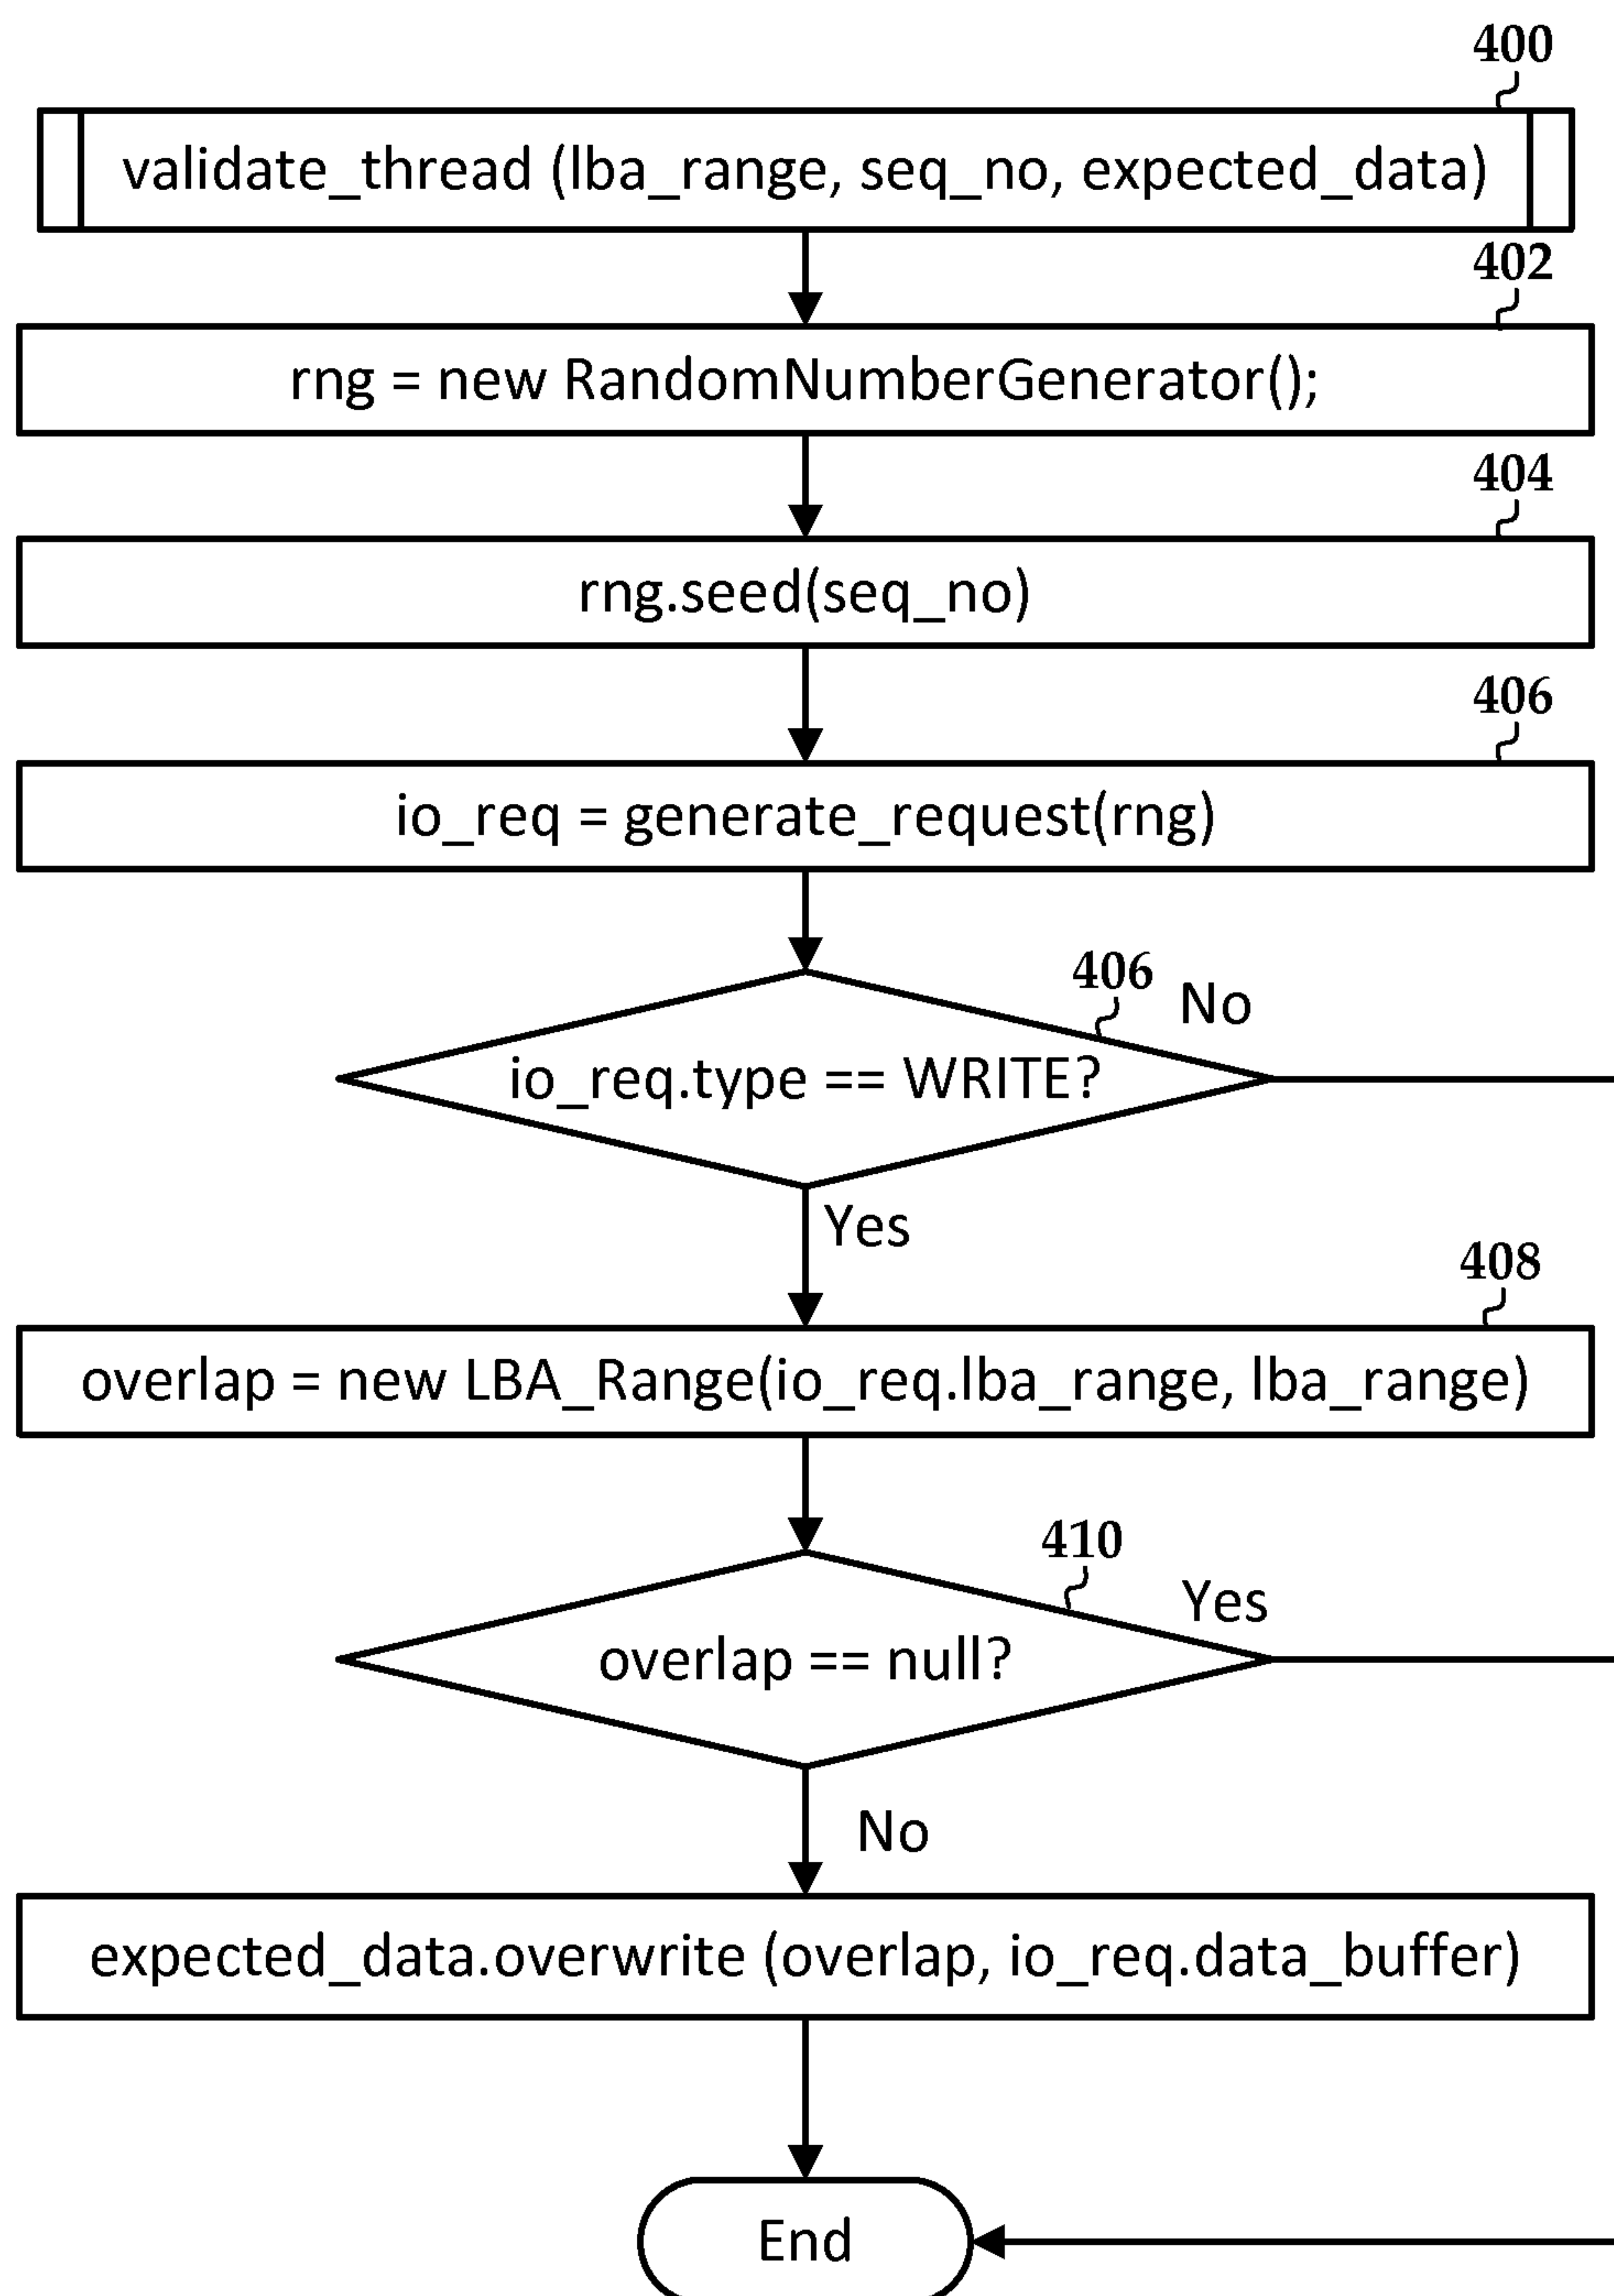 400
validate_thread (lba_range, seq_no, expected_data)
402
rng = new RandomNumberGenerator();
404
rng.seed(seq_no)
406
io_req = generate_request(rng)
406
No
io_req.type == WRITE?
Yes
408
overlap = new LBA_Range(io_req.lba_range, lba_range)
410
Yes
overlap == null?
No
expected_data.overwrite (overlap, io_req.data_buffer)
End